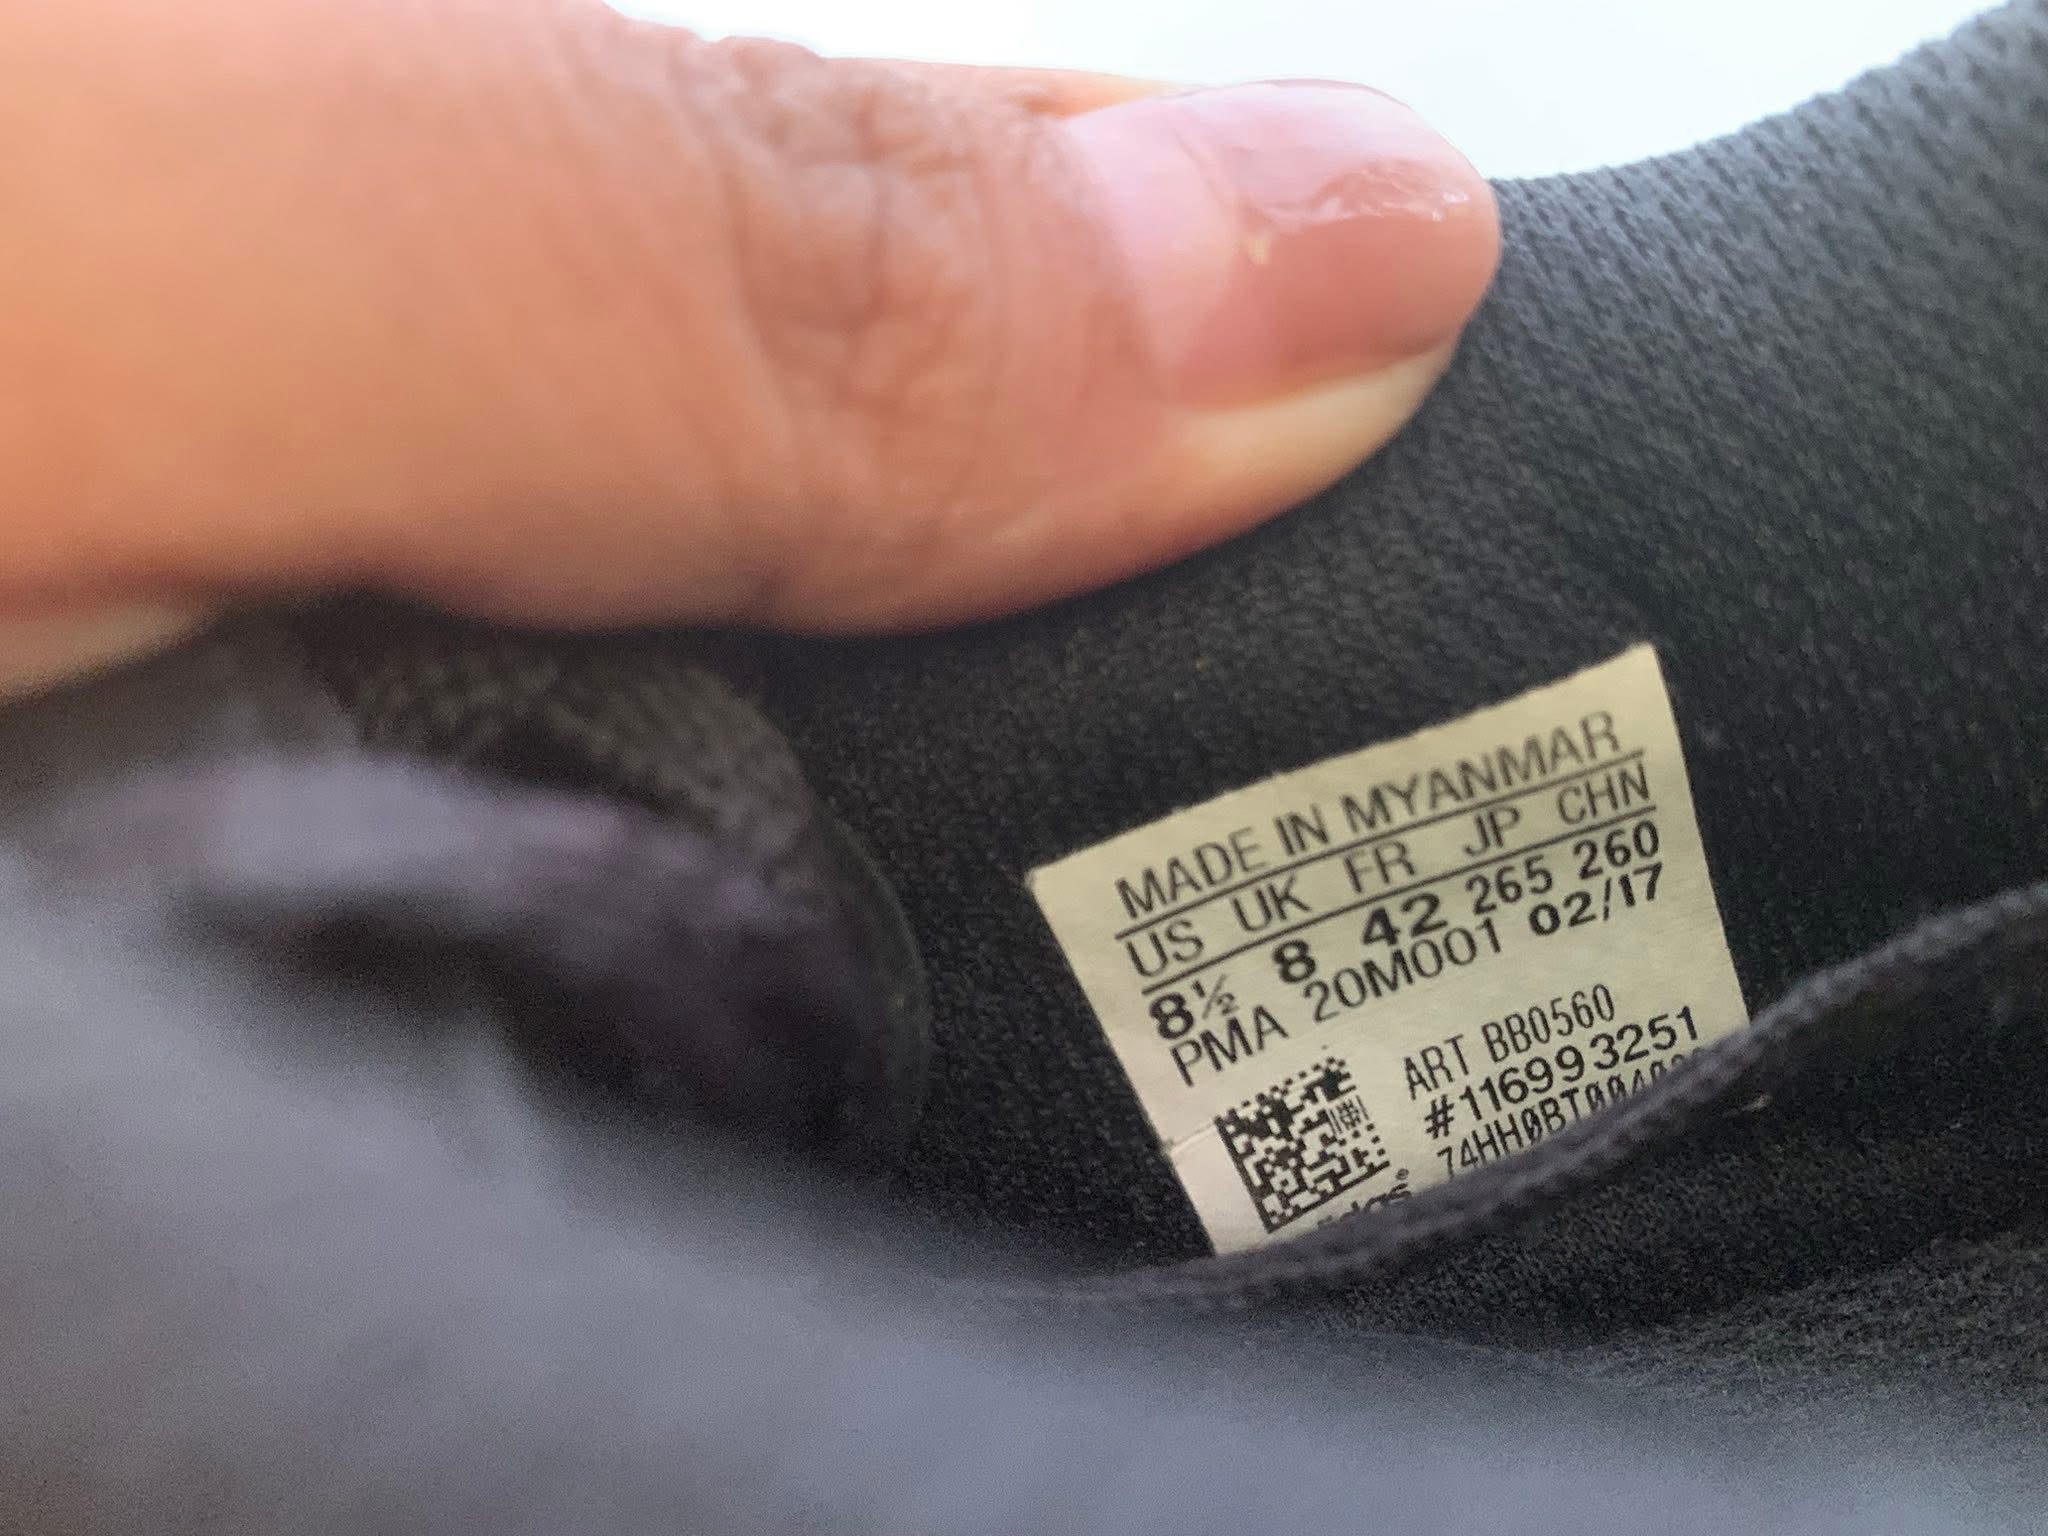 MADE IN MYANMAR
US UK FR JP CHN
8½ 8 42 265 260
PMA 20M001 02/17
ART BB0560
#116993251